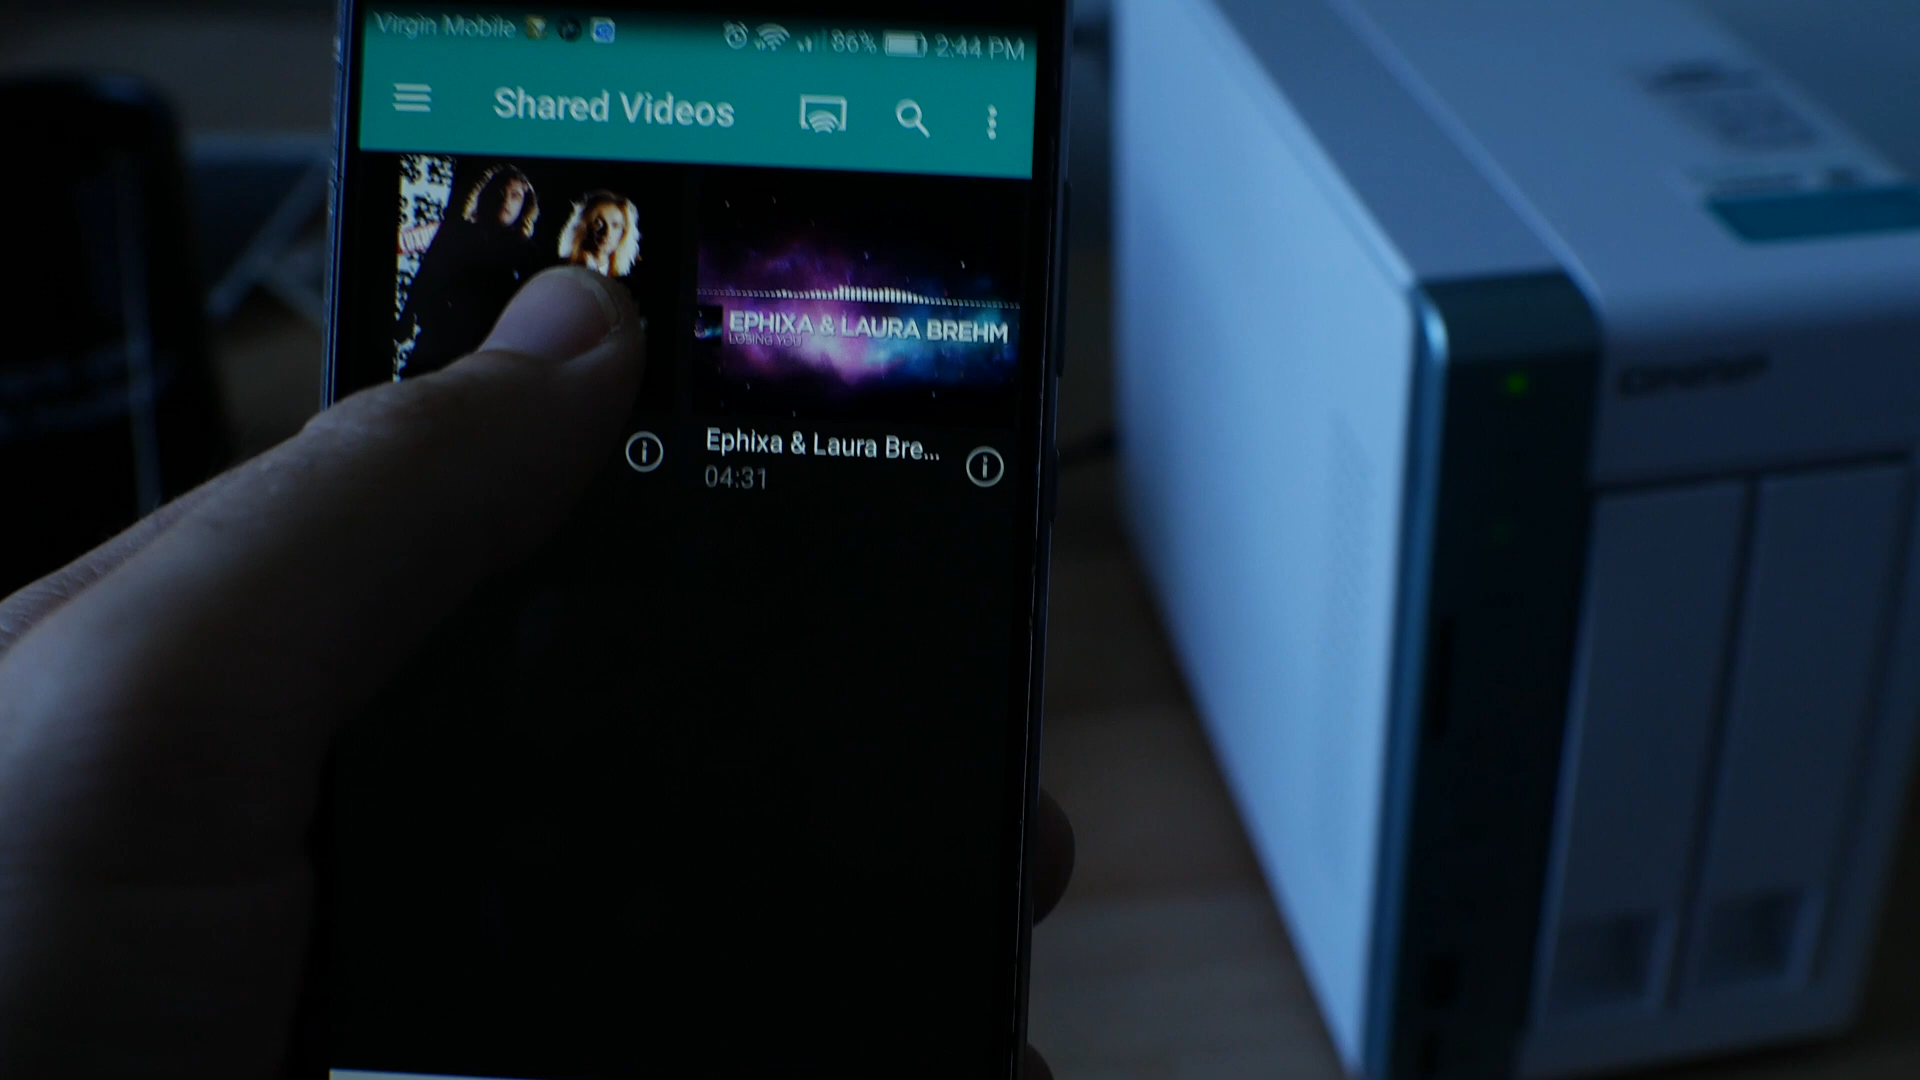 Virgin Mobile 86% 2:44 PM
Shared Videos
EPHIXA & LAURA BREHM
LOSING YOU
Ephixa & Laura Bre...
04:31